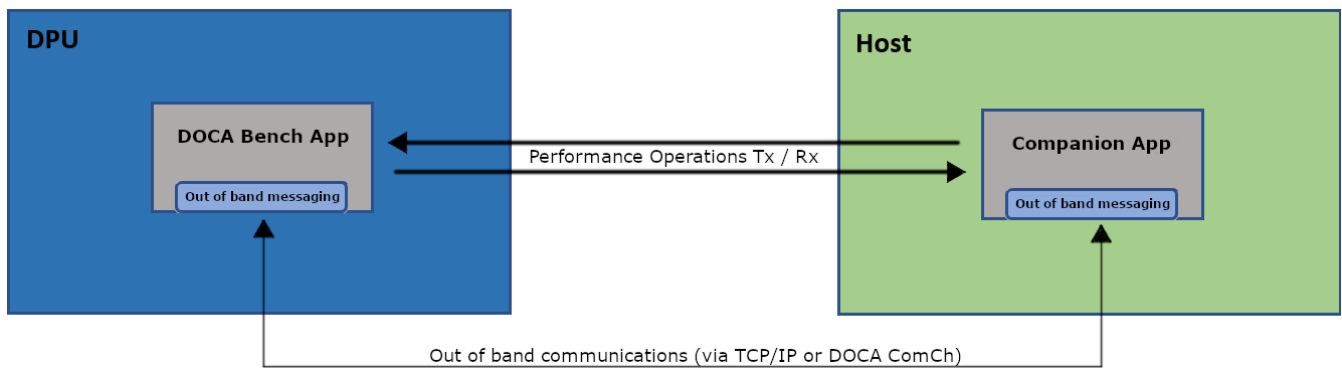 DPU
Host
DOCA Bench App
Companion App
Performance Operations Tx / Rx
Out of band messaging
Out of band messaging
Out of band communications (via TCP/IP or DOCA ComCh)